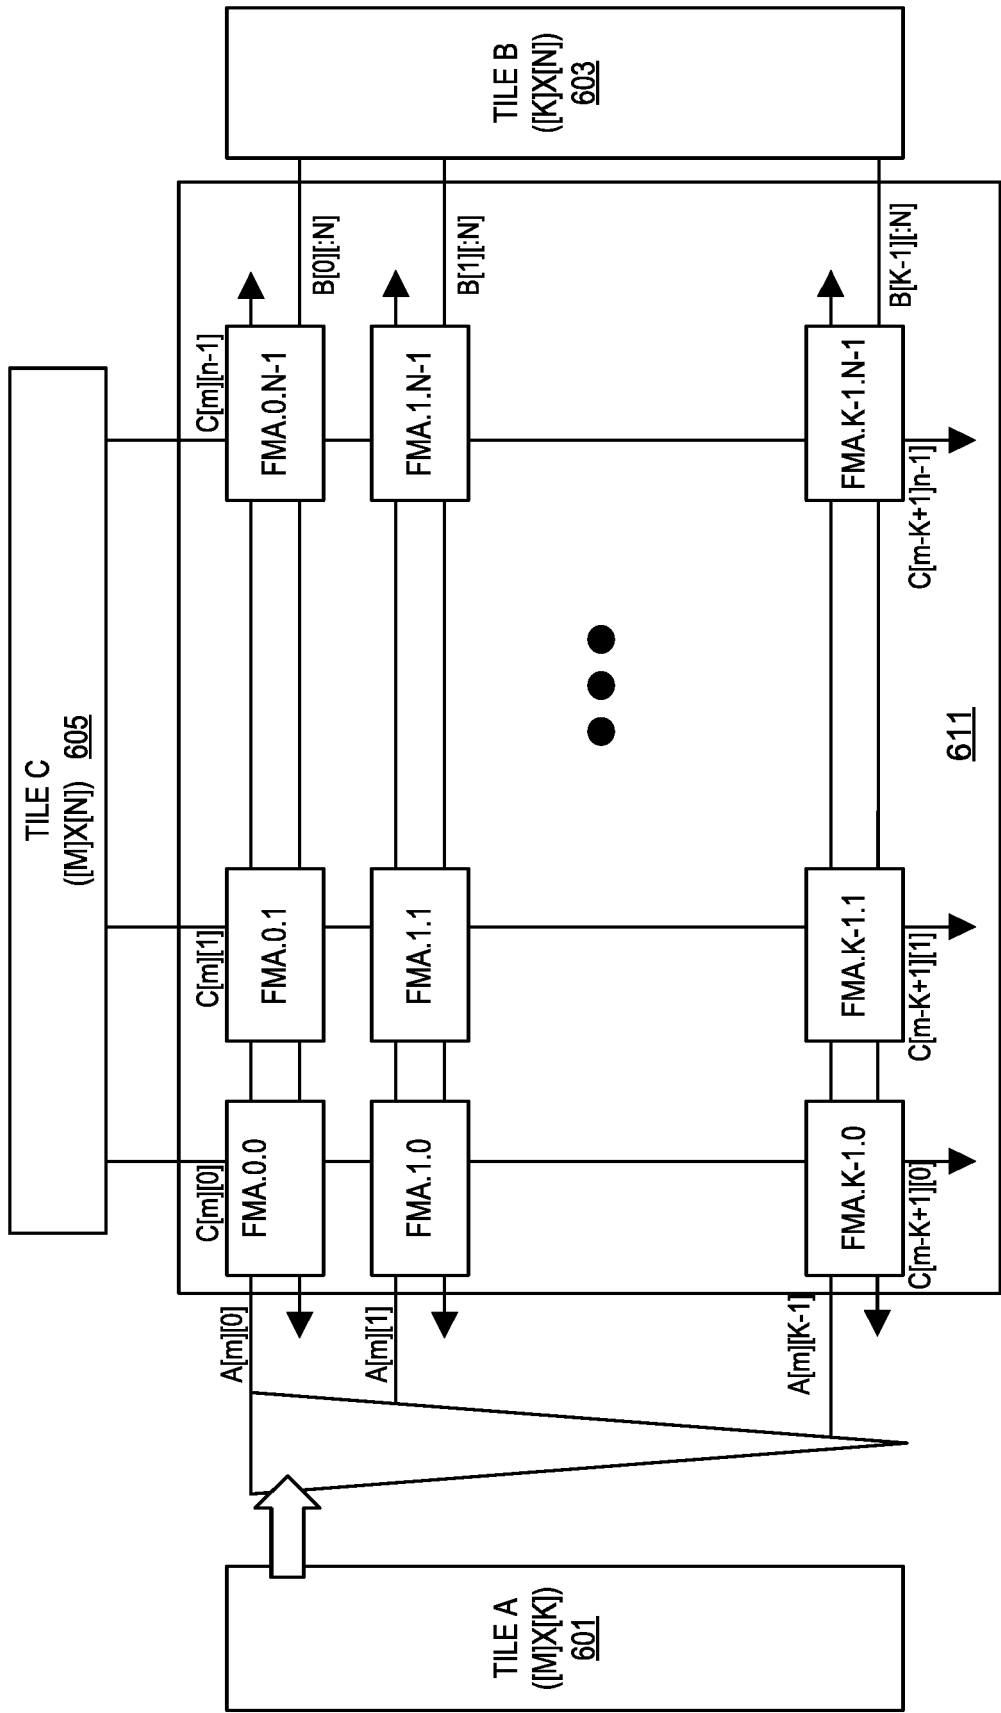 TILE A
([M]X[K])
601
TILE C
([M]X[N]) 605
TILE B
([K]X[N])
603
A[m][0]
A[m][1]
A[m][K-1]
C[m][0]
C[m][1]
C[m][n-1]
FMA.0.0
FMA.0.1
FMA.0.N-1
B[0][:N]
FMA.1.0
FMA.1.1
FMA.1.N-1
B[1][:N]
FMA.K-1.0
FMA.K-1.1
FMA.K-1.N-1
B[K-1][:N]
C[m-K+1][0]
C[m-K+1][1]
C[m-K+1]n-1]
611